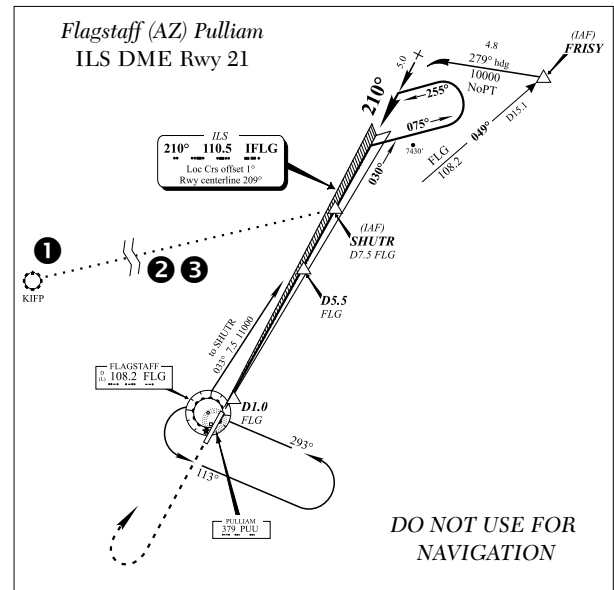 Flagstaff (AZ) Pulliam
ILS DME Rwy 21
(IAF)
FRISY
4.8
279° hdg
10000
NoPT
5.0
210°
255°
075°
049°
D15.1
FLG
108.2
7430'
030°
ILS
210° 110.5 IFLG
Loc Crs offset 1°
Rwy centerline 209°
(IAF)
SHUTR
D7.5 FLG
1
2 3
KIFP
D5.5
FLG
to SHUTR
033° 7.5 11000
FLAGSTAFF
D
(L) 108.2 FLG
D1.0
FLG
293°
113°
PULLIAM
379 PUU
DO NOT USE FOR
NAVIGATION